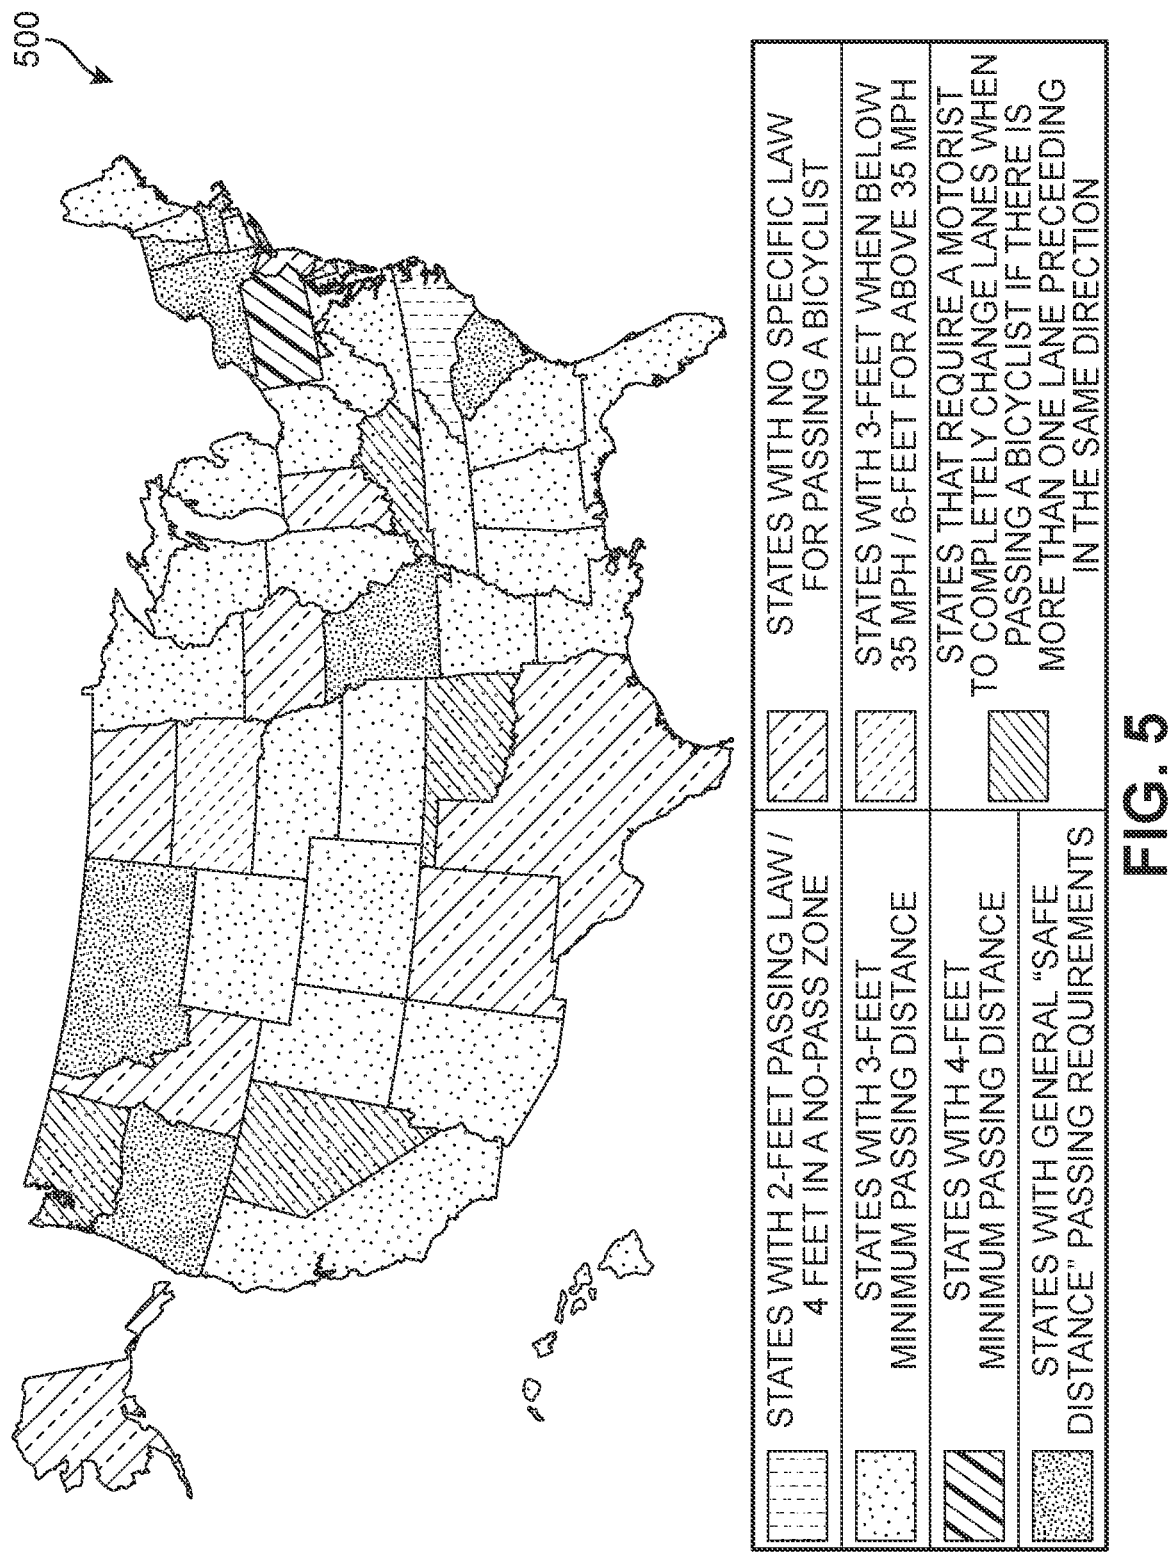 500
STATES WITH 2-FEET PASSING LAW /
4 FEET IN A NO-PASS ZONE
STATES WITH 3-FEET
MINIMUM PASSING DISTANCE
STATES WITH 4-FEET
MINIMUM PASSING DISTANCE
STATES WITH GENERAL “SAFE
DISTANCE” PASSING REQUIREMENTS
STATES WITH NO SPECIFIC LAW
FOR PASSING A BICYCLIST
STATES WITH 3-FEET WHEN BELOW
35 MPH / 6-FEET FOR ABOVE 35 MPH
STATES THAT REQUIRE A MOTORIST
TO COMPLETELY CHANGE LANES WHEN
PASSING A BICYCLIST IF THERE IS
MORE THAN ONE LANE PRECEEDING
IN THE SAME DIRECTION
FIG. 5